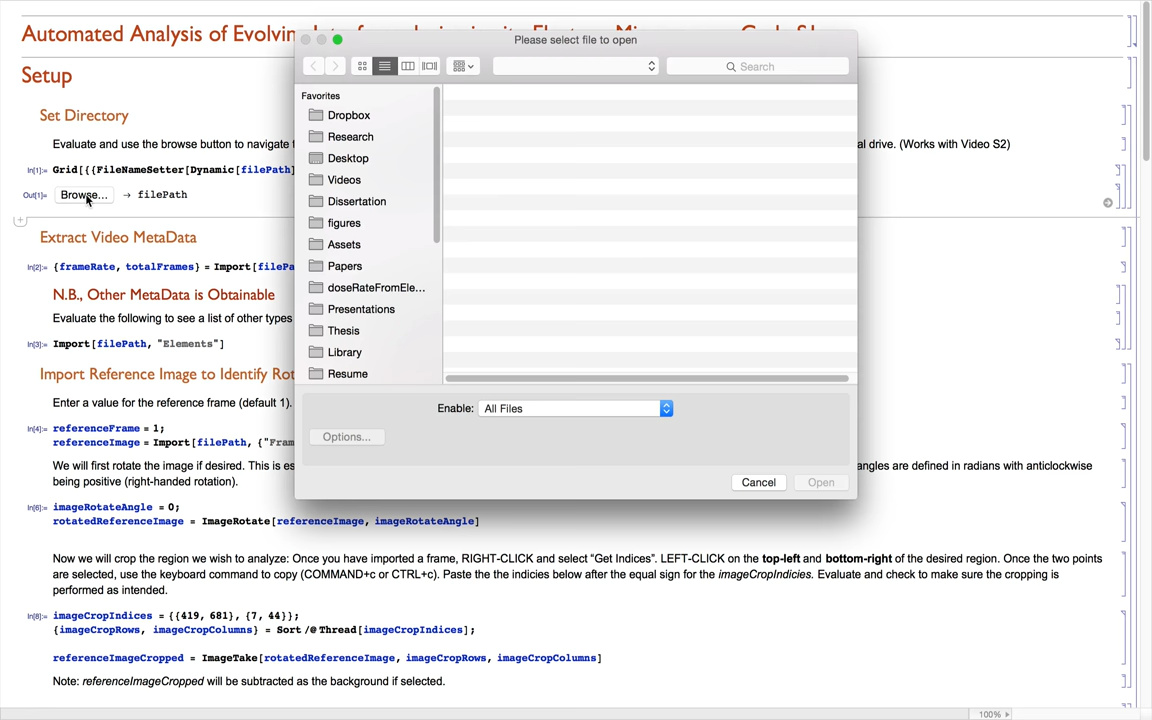 Automated Analysis of Evolving
Setup
Set Directory
Evaluate and use the browse button to navigate
al drive. (Works with Video S2)
In[1]:= Grid[{{FileNameSetter[Dynamic[filePath]
Out[1]= Browse... → filePath
Extract Video MetaData
In[2]:= {frameRate, totalFrames} = Import[filePa
N.B., Other MetaData is Obtainable
Evaluate the following to see a list of other types
In[3]:= Import[filePath, "Elements"]
Import Reference Image to Identify Rot
Enter a value for the reference frame (default 1).
In[4]:= referenceFrame = 1;
referenceImage = Import[filePath, {"Fram
We will first rotate the image if desired. This is es
angles are defined in radians with anticlockwise
being positive (right-handed rotation).
In[6]:= imageRotateAngle = 0;
rotatedReferenceImage = ImageRotate[referenceImage, imageRotateAngle]
Now we will crop the region we wish to analyze: Once you have imported a frame, RIGHT-CLICK and select “Get Indices”. LEFT-CLICK on the top-left and bottom-right of the desired region. Once the two points
are selected, use the keyboard command to copy (COMMAND+c or CTRL+c). Paste the the indicies below after the equal sign for the imageCropIndicies. Evaluate and check to make sure the cropping is
performed as intended.
In[8]:= imageCropIndices = {{419, 681}, {7, 44}};
{imageCropRows, imageCropColumns} = Sort /@ Thread[imageCropIndices];
referenceImageCropped = ImageTake[rotatedReferenceImage, imageCropRows, imageCropColumns]
Note: referenceImageCropped will be subtracted as the background if selected.
100%
Please select file to open
Search
Favorites
Dropbox
Research
Desktop
Videos
Dissertation
figures
Assets
Papers
doseRateFromEle...
Presentations
Thesis
Library
Resume
Enable: All Files
Options...
Cancel Open